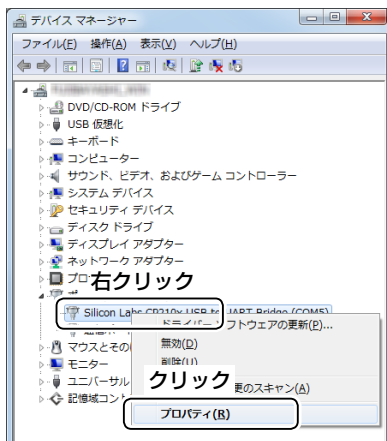 デバイス マネージャー
ファイル(F) 操作(A) 表示(V) ヘルプ(H)
DVD/CD-ROM ドライブ
USB 仮想化
キーボード
コンピューター
サウンド、ビデオ、およびゲーム コントローラー
システム デバイス
セキュリティ デバイス
ディスク ドライブ
ディスプレイ アダプター
ネットワーク アダプター
プロ
右クリック
ポ
Silicon Labs CP210x USB to UART Bridge (COM5)
ドライバー ソフトウェアの更新(P)...
マウスとその
無効(D)
モニター
削除(U)
ユニバーサル
クリック
更のスキャン(A)
記憶域コント
プロパティ(R)